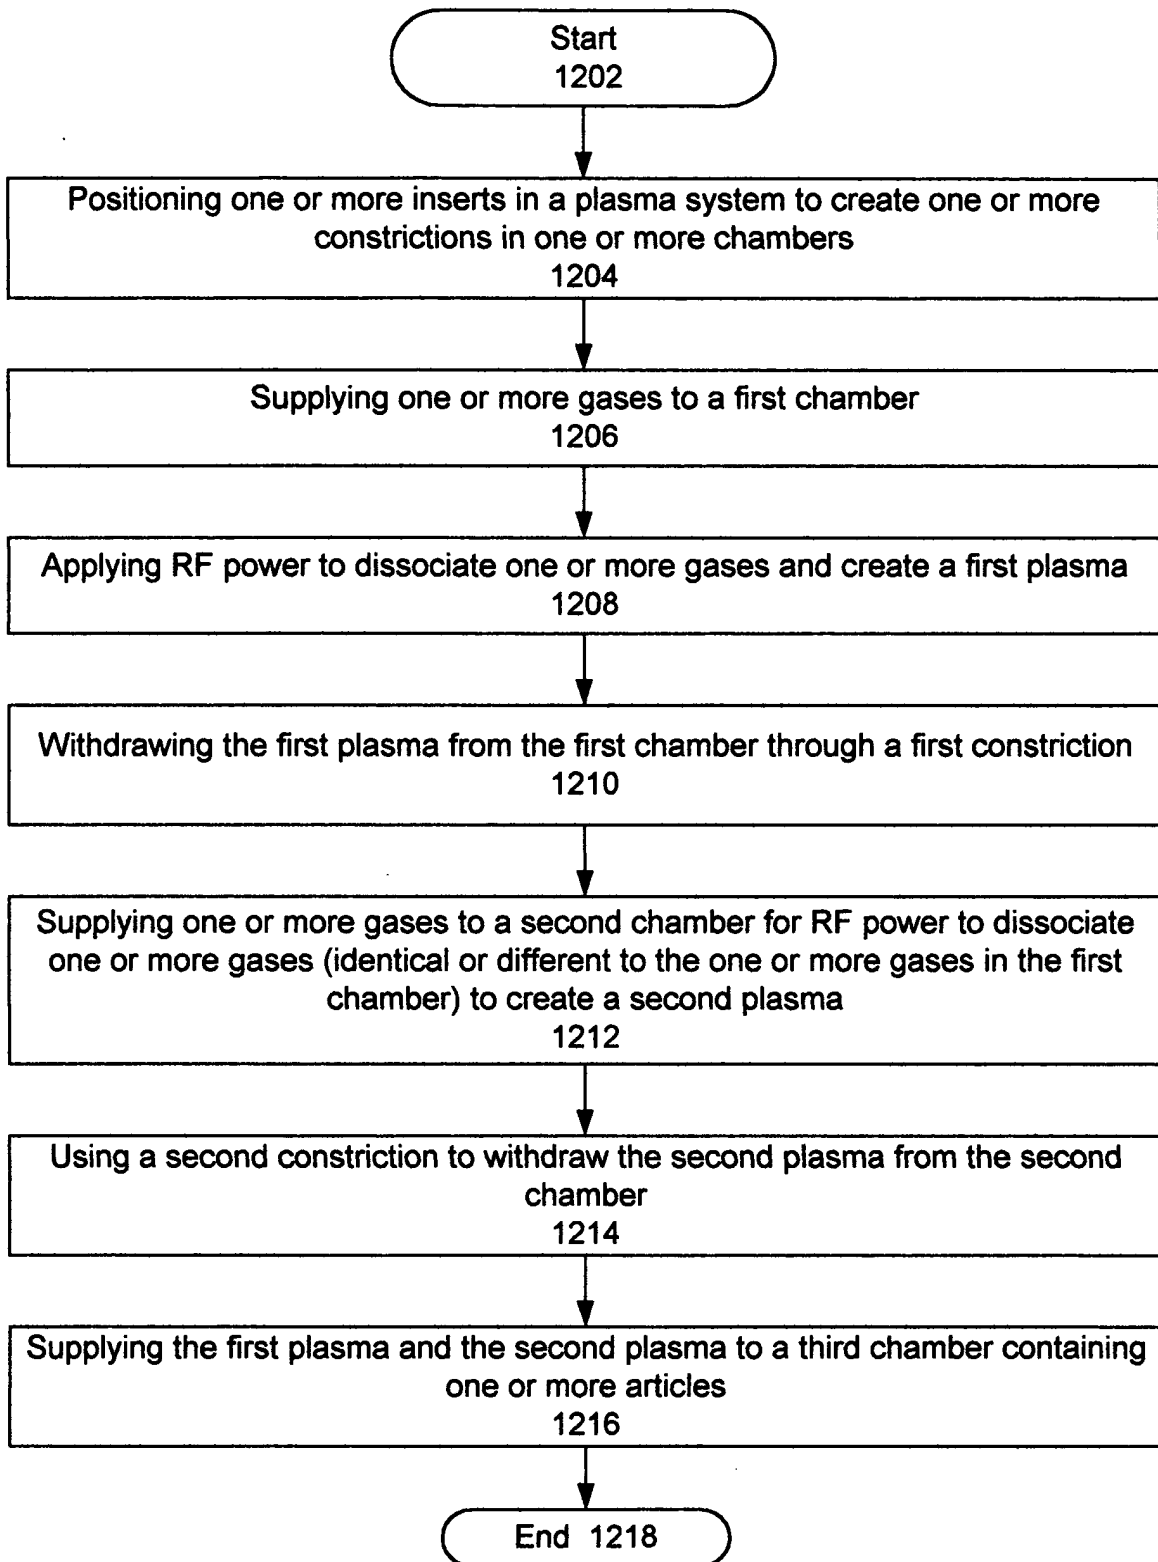 Start
1202
Positioning one or more inserts in a plasma system to create one or more
constrictions in one or more chambers
1204
Supplying one or more gases to a first chamber
1206
Applying RF power to dissociate one or more gases and create a first plasma
1208
Withdrawing the first plasma from the first chamber through a first constriction
1210
Supplying one or more gases to a second chamber for RF power to dissociate
one or more gases (identical or different to the one or more gases in the first
chamber) to create a second plasma
1212
Using a second constriction to withdraw the second plasma from the second
chamber
1214
Supplying the first plasma and the second plasma to a third chamber containing
one or more articles
1216
End 1218